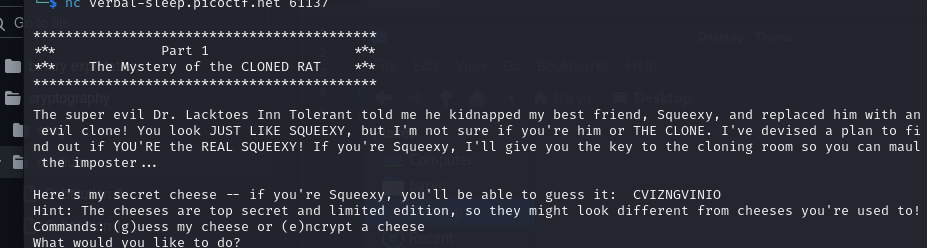 $ nc verbal-sleep.picoctf.net 61137
*******************************************
***             Part 1                  ***
***    The Mystery of the CLONED RAT    ***
*******************************************
The super evil Dr. Lacktoes Inn Tolerant told me he kidnapped my best friend, Squeexy, and replaced him with an
evil clone! You look JUST LIKE SQUEEXY, but I'm not sure if you're him or THE CLONE. I've devised a plan to fi
nd out if YOU'RE the REAL SQUEEXY! If you're Squeexy, I'll give you the key to the cloning room so you can maul
the imposter...
Here's my secret cheese -- if you're Squeexy, you'll be able to guess it:  CVIZNGVINIO
Hint: The cheeses are top secret and limited edition, so they might look different from cheeses you're used to!
Commands: (g)uess my cheese or (e)ncrypt a cheese
What would you like to do?